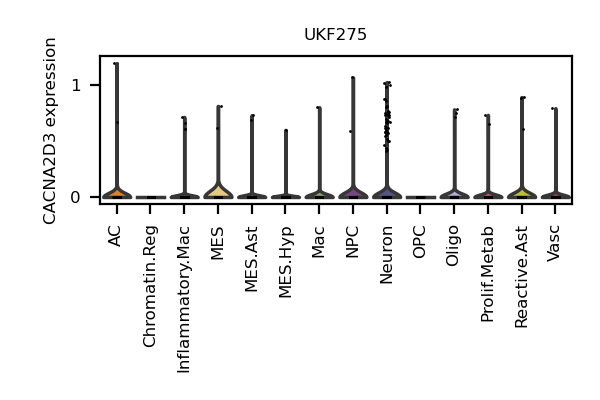 UKF275
CACNA2D3 expression
1
0
AC
Chromatin.Reg
Inflammatory.Mac
MES
MES.Ast
MES.Hyp
Mac
NPC
Neuron
OPC
Oligo
Prolif.Metab
Reactive.Ast
Vasc